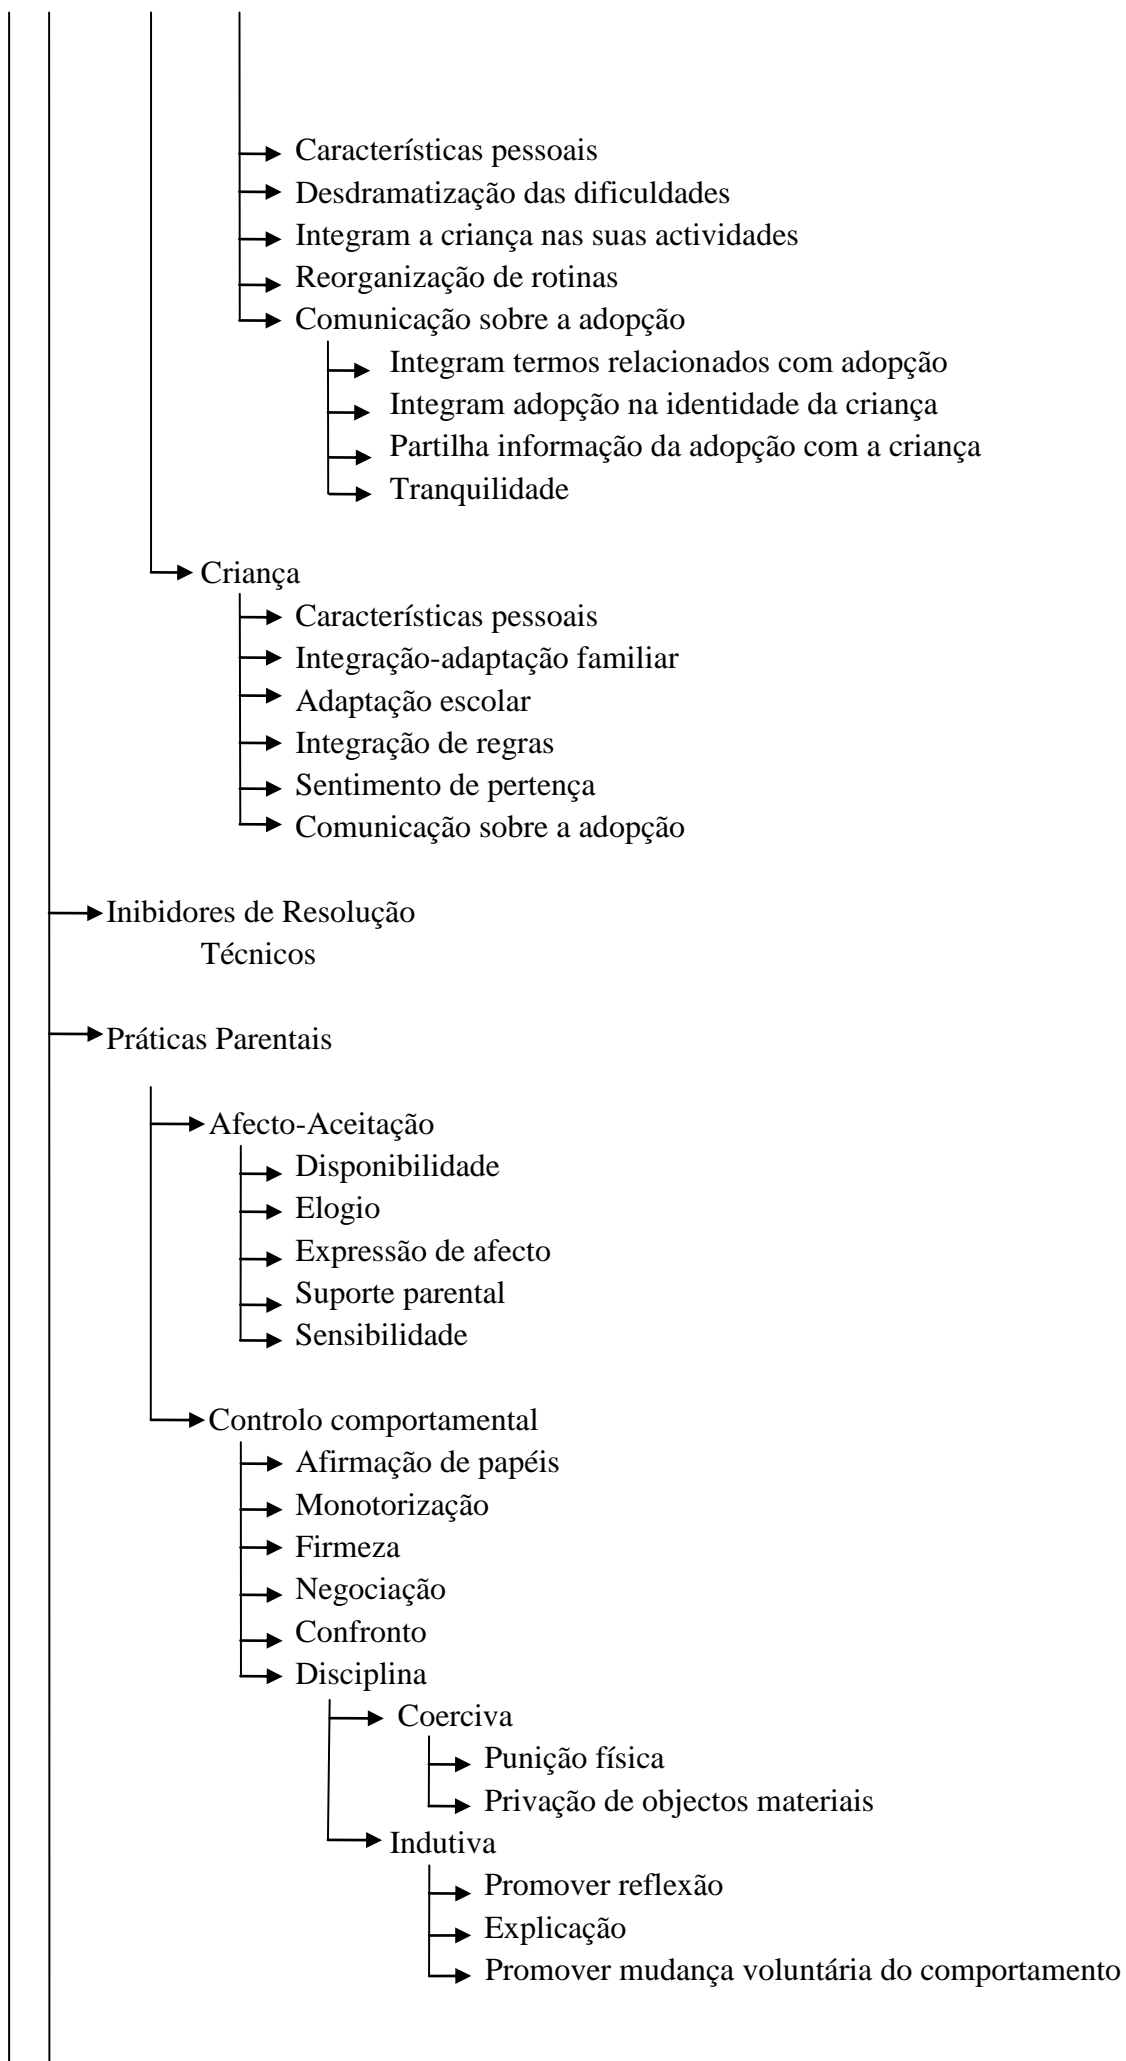 Características pessoais
Desdramatização das dificuldades
Integram a criança nas suas actividades
Reorganização de rotinas
Comunicação sobre a adopção
Integram termos relacionados com adopção
Integram adopção na identidade da criança
Partilha informação da adopção com a criança
Tranquilidade
Criança
Características pessoais
Integração-adaptação familiar
Adaptação escolar
Integração de regras
Sentimento de pertença
Comunicação sobre a adopção
Inibidores de Resolução
Técnicos
Práticas Parentais
Afecto-Aceitação
Disponibilidade
Elogio
Expressão de afecto
Suporte parental
Sensibilidade
Controlo comportamental
Afirmação de papéis
Monotorização
Firmeza
Negociação
Confronto
Disciplina
Coerciva
Punição física
Privação de objectos materiais
Indutiva
Promover reflexão
Explicação
Promover mudança voluntária do comportamento